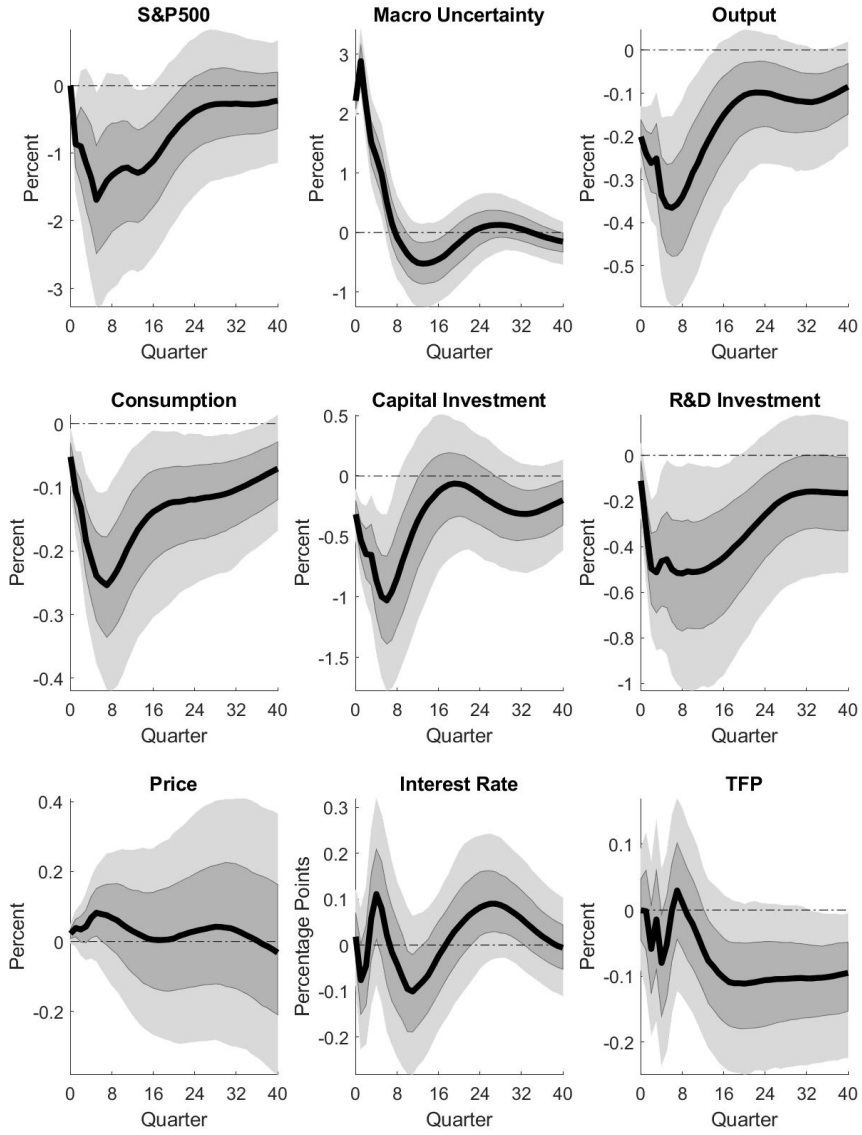 S&P500
Macro Uncertainty
Output
Percent
0
-1
-2
-3
0 8 16 24 32 40
Quarter
Percent
3
2
1
0
-1
0 8 16 24 32 40
Quarter
Percent
0
-0.1
-0.2
-0.3
-0.4
-0.5
0 8 16 24 32 40
Quarter
Consumption
Capital Investment
R&D Investment
Percent
0
-0.1
-0.2
-0.3
-0.4
0 8 16 24 32 40
Quarter
Percent
0.5
0
-0.5
-1
-1.5
0 8 16 24 32 40
Quarter
Percent
0
-0.2
-0.4
-0.6
-0.8
-1
0 8 16 24 32 40
Quarter
Price
Interest Rate
TFP
Percent
0.4
0.2
0
-0.2
0 8 16 24 32 40
Quarter
Percentage Points
0.3
0.2
0.1
0
-0.1
-0.2
0 8 16 24 32 40
Quarter
Percent
0.1
0
-0.1
-0.2
0 8 16 24 32 40
Quarter